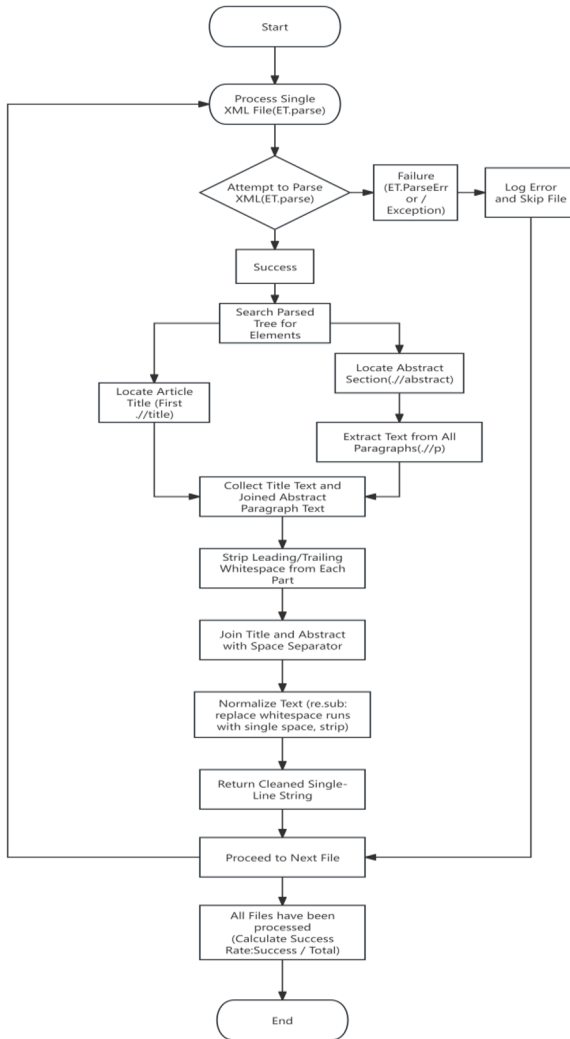 Start
Process Single
XML File(ET.parse)
Attempt to Parse
XML(ET.parse)
Failure
(ET.ParseErr
or /
Exception)
Log Error
and Skip File
Success
Search Parsed
Tree for
Elements
Locate Article
Title (First
.//title)
Locate Abstract
Section(.//abstract)
Extract Text from All
Paragraphs(.//p)
Collect Title Text and
Joined Abstract
Paragraph Text
Strip Leading/Trailing
Whitespace from Each
Part
Join Title and Abstract
with Space Separator
Normalize Text (re.sub:
replace whitespace runs
with single space, strip)
Return Cleaned Single-
Line String
Proceed to Next File
All Files have been
processed
(Calculate Success
Rate:Success / Total)
End